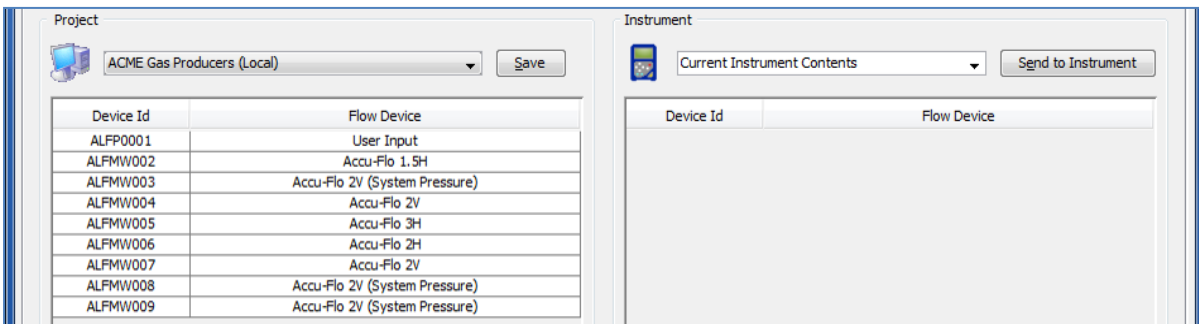 Project
ACME Gas Producers (Local)
Save
Device Id Flow Device
ALFP0001 User Input
ALFMW002 Accu-Flo 1.5H
ALFMW003 Accu-Flo 2V (System Pressure)
ALFMW004 Accu-Flo 2V
ALFMW005 Accu-Flo 3H
ALFMW006 Accu-Flo 2H
ALFMW007 Accu-Flo 2V
ALFMW008 Accu-Flo 2V (System Pressure)
ALFMW009 Accu-Flo 2V (System Pressure)
Instrument
Current Instrument Contents
Send to Instrument
Device Id Flow Device